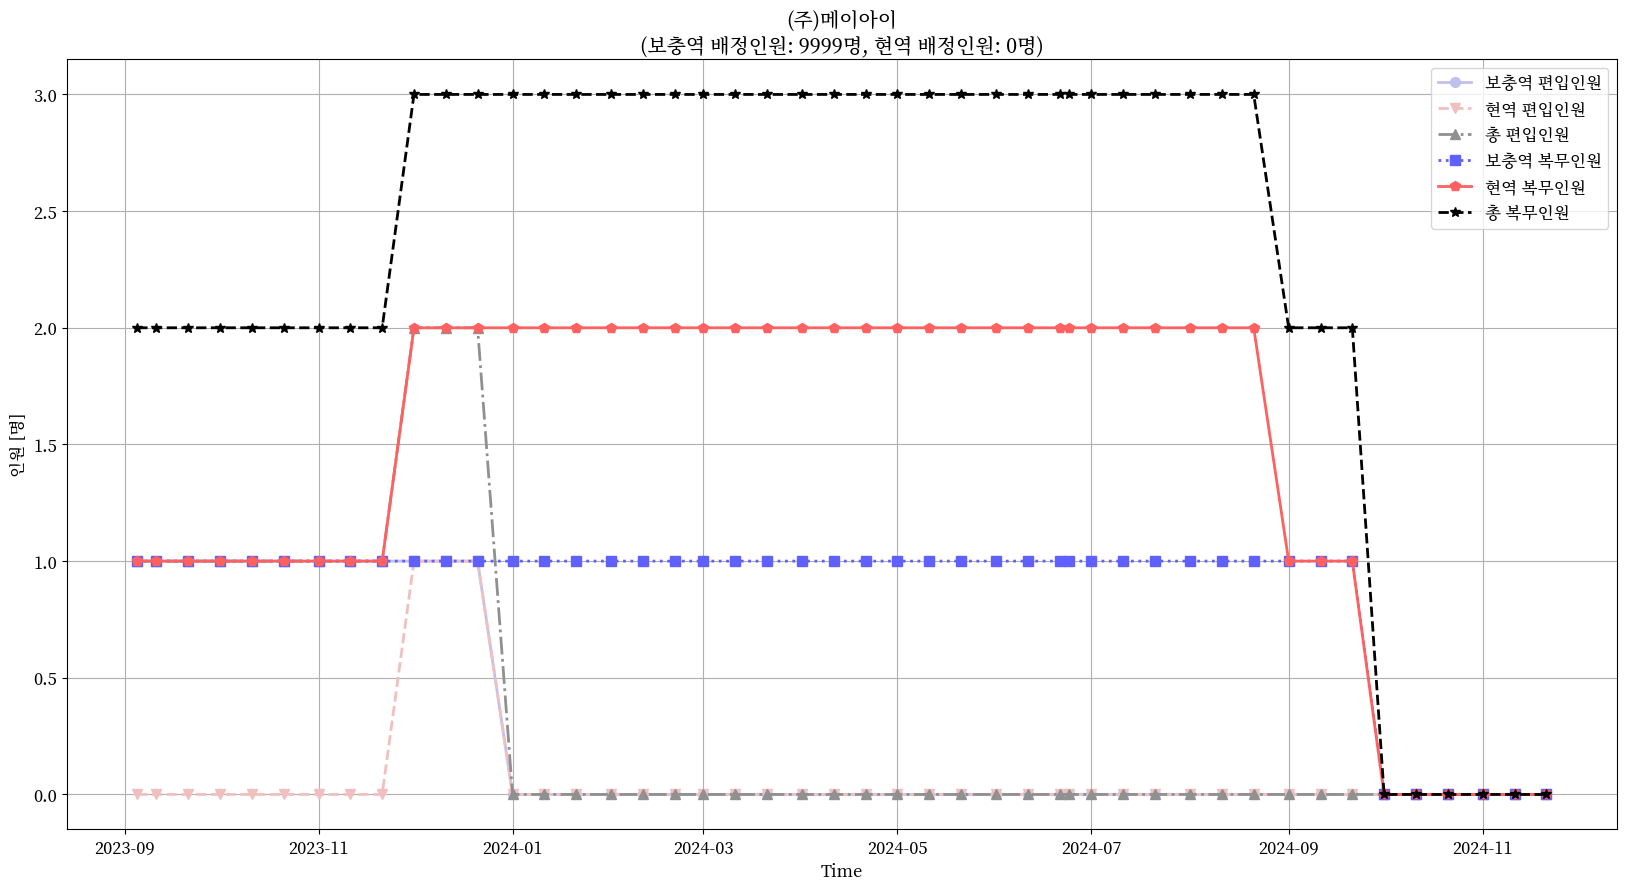 (주)메이아이
(보충역 배정인원: 9999명, 현역 배정인원: 0명)
보충역 편입인원
현역 편입인원
총 편입인원
보충역 복무인원
현역 복무인원
총 복무인원
3.0
2.5
2.0
1.5
1.0
0.5
0.0
인원 [명]
2023-09 2023-11 2024-01 2024-03 2024-05 2024-07 2024-09 2024-11
Time